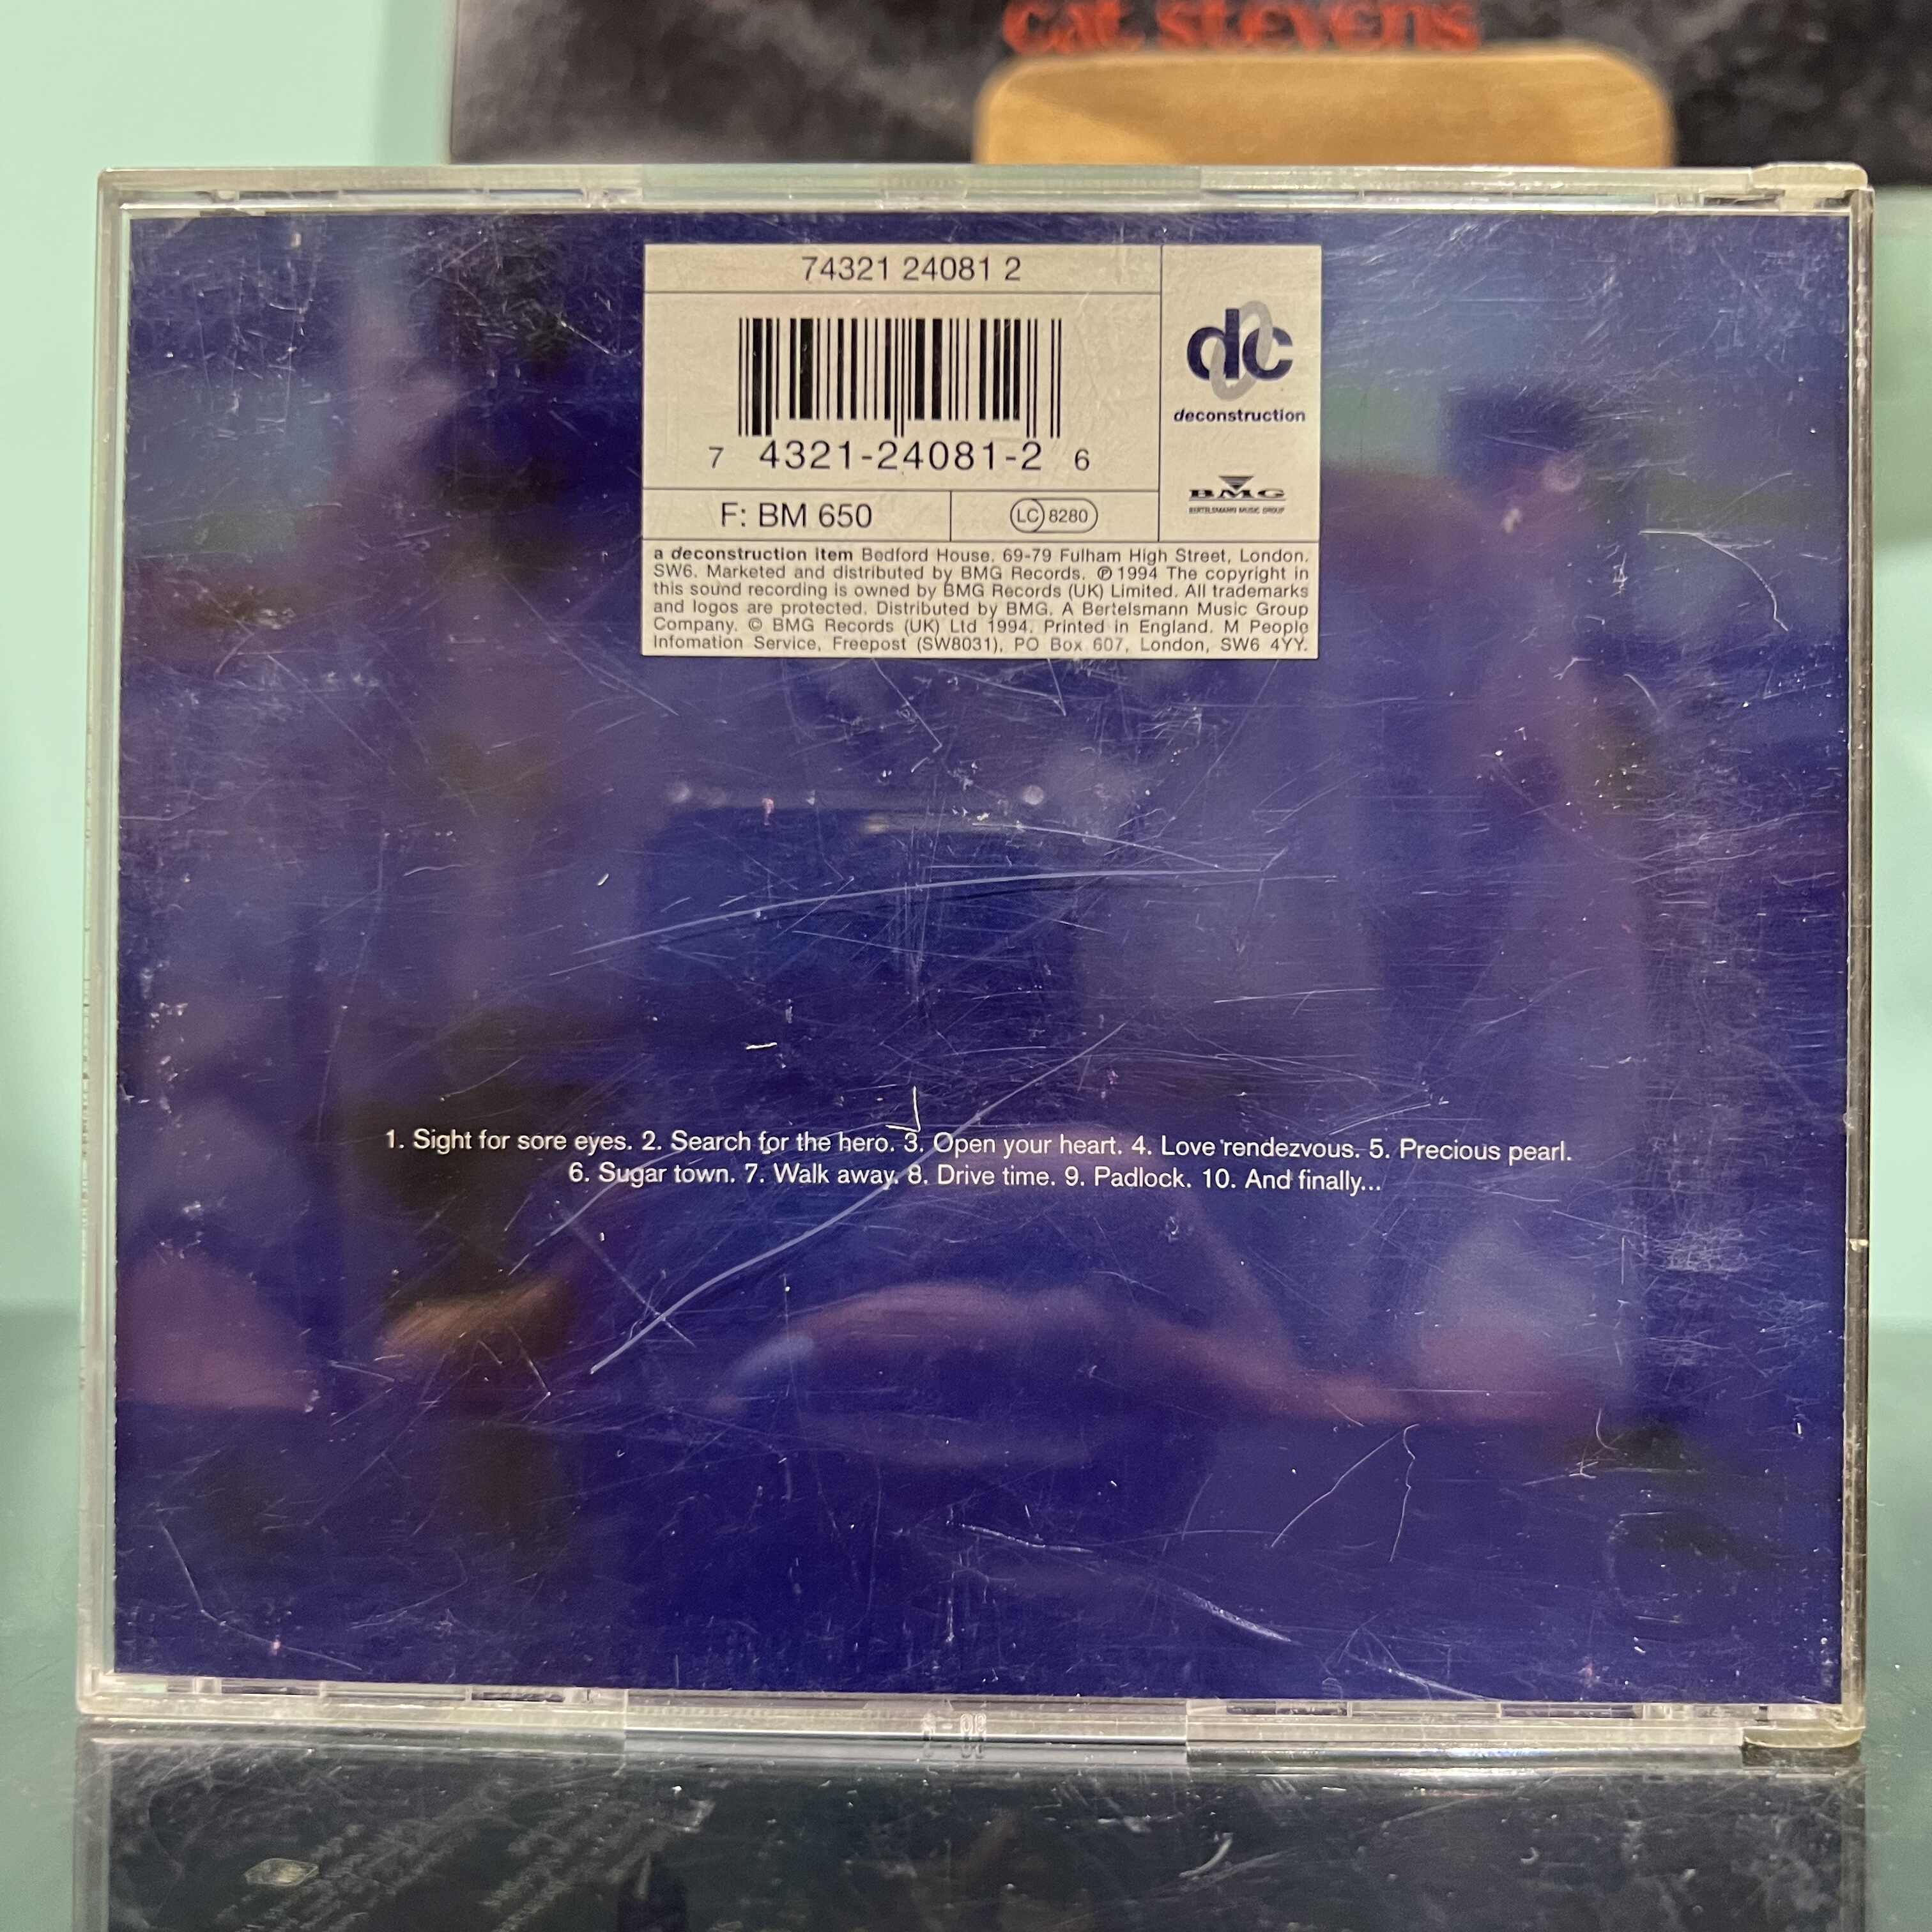 cat stevens
74321 24081 2
dc
deconstruction
7 4321-24081-2 6
BMG
BERTELSMANN MUSIC GROUP
F: BM 650
LC 8280
a deconstruction item Bedford House, 69-79 Fulham High Street, London,
SW6. Marketed and distributed by BMG Records. ℗ 1994 The copyright in
this sound recording is owned by BMG Records (UK) Limited. All trademarks
and logos are protected. Distributed by BMG. A Bertelsmann Music Group
Company. © BMG Records (UK) Ltd 1994. Printed in England. M People
Infomation Service, Freepost (SW8031), PO Box 607, London, SW6 4YY.
1. Sight for sore eyes. 2. Search for the hero. 3. Open your heart. 4. Love rendezvous. 5. Precious pearl.
6. Sugar town. 7. Walk away. 8. Drive time. 9. Padlock. 10. And finally...